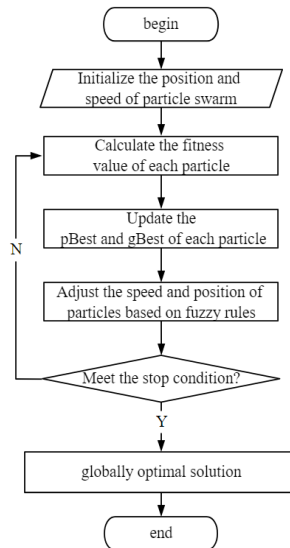 begin
Initialize the position and
speed of particle swarm
Calculate the fitness
value of each particle
Update the
pBest and gBest of each particle
N
Adjust the speed and position of
particles based on fuzzy rules
Meet the stop condition?
Y
globally optimal solution
end